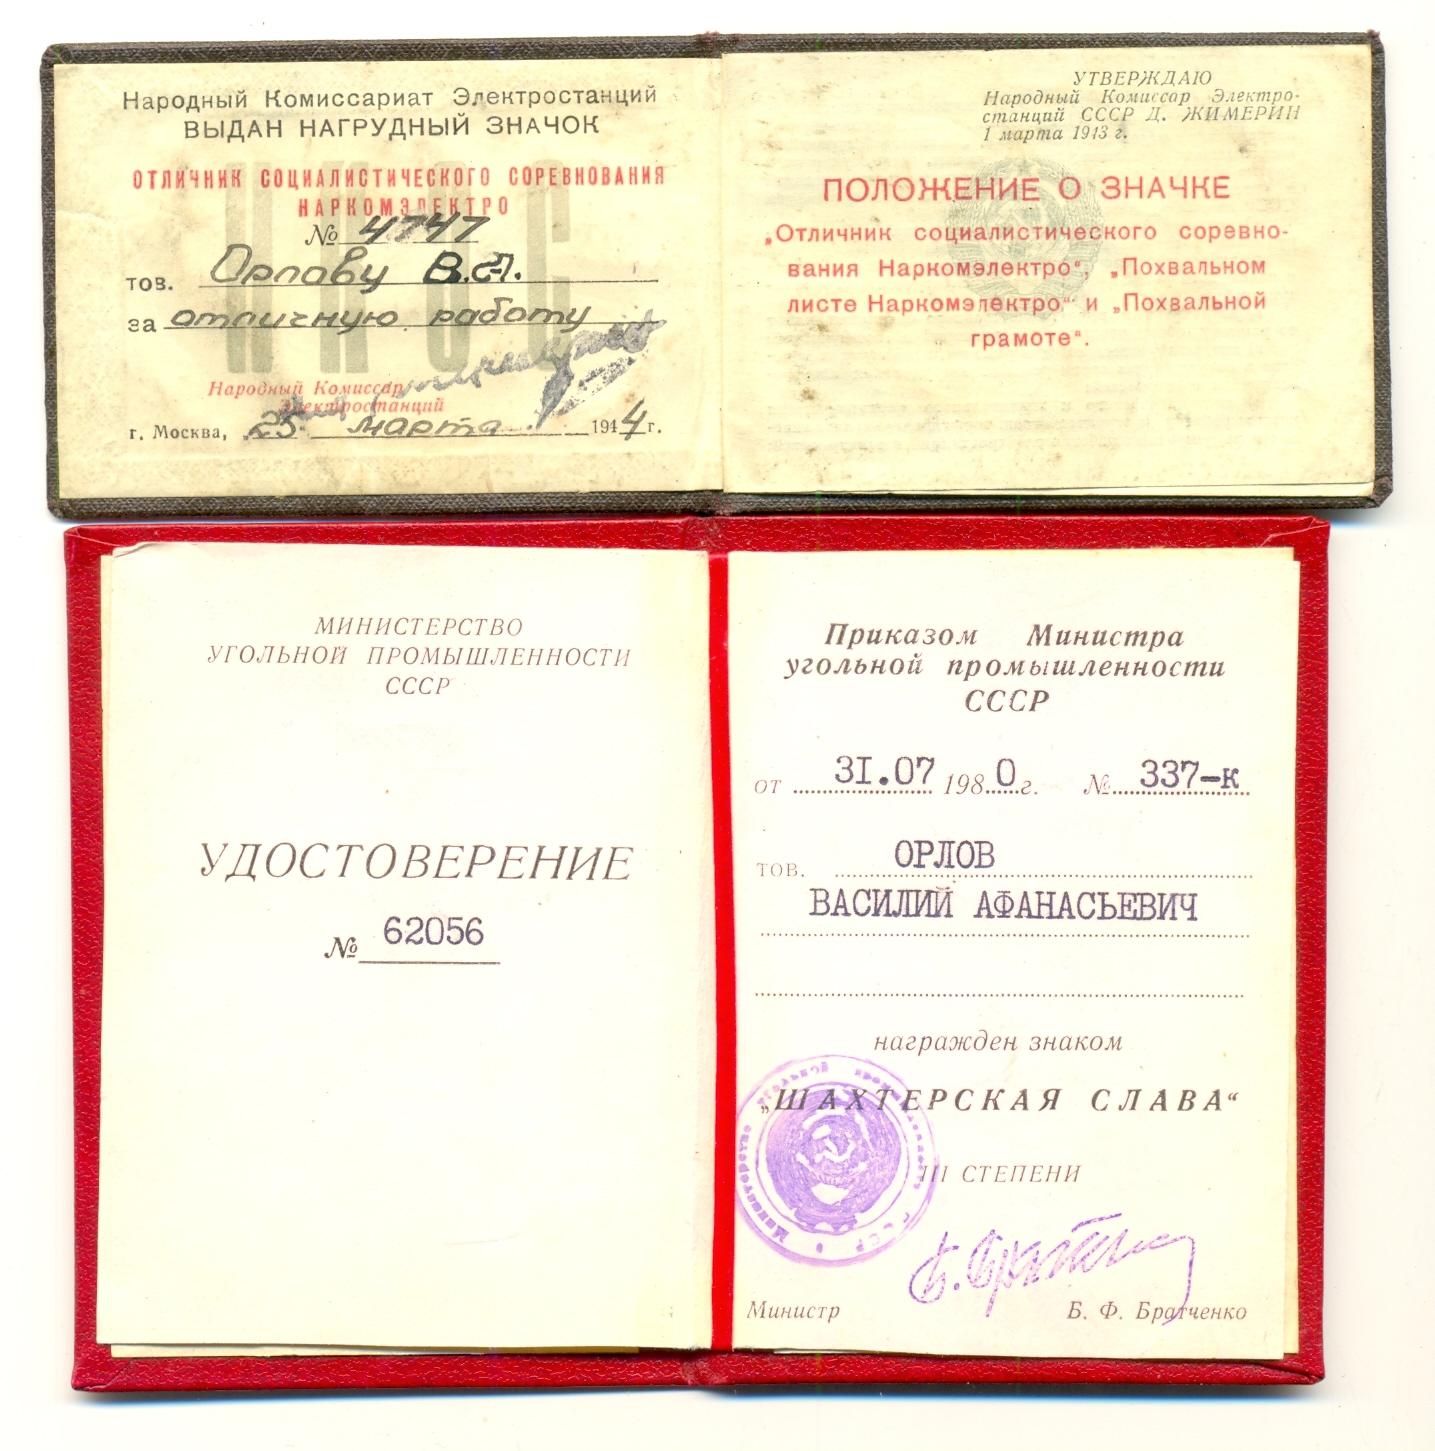 Народный Комиссариат Электростанций
ВЫДАН НАГРУДНЫЙ ЗНАЧОК
НКЭС
ОТЛИЧНИК СОЦИАЛИСТИЧЕСКОГО СОРЕВНОВАНИЯ
НАРКОМЭЛЕКТРО
№ 4747
тов. Орлову В.А.
за отличную работу
Народный Комиссар
Электростанций
г. Москва, 25 марта 1944 г.
УТВЕРЖДАЮ
Народный Комиссар Электро-
станций СССР Д. ЖИМЕРИН
1 марта 1943 г.
ПОЛОЖЕНИЕ О ЗНАЧКЕ
„Отличник социалистического соревно-
вания Наркомэлектро“, „Похвальном
листе Наркомэлектро“ и „Похвальной
грамоте“.
МИНИСТЕРСТВО
УГОЛЬНОЙ ПРОМЫШЛЕННОСТИ
СССР
УДОСТОВЕРЕНИЕ
№ 62056
Приказом Министра
угольной промышленности
СССР
от 31.07 1980 г. № 337-к
тов. ОРЛОВ
ВАСИЛИЙ АФАНАСЬЕВИЧ
награжден знаком
„ШАХТЕРСКАЯ СЛАВА“
III СТЕПЕНИ
Министр Б. Ф. Братченко